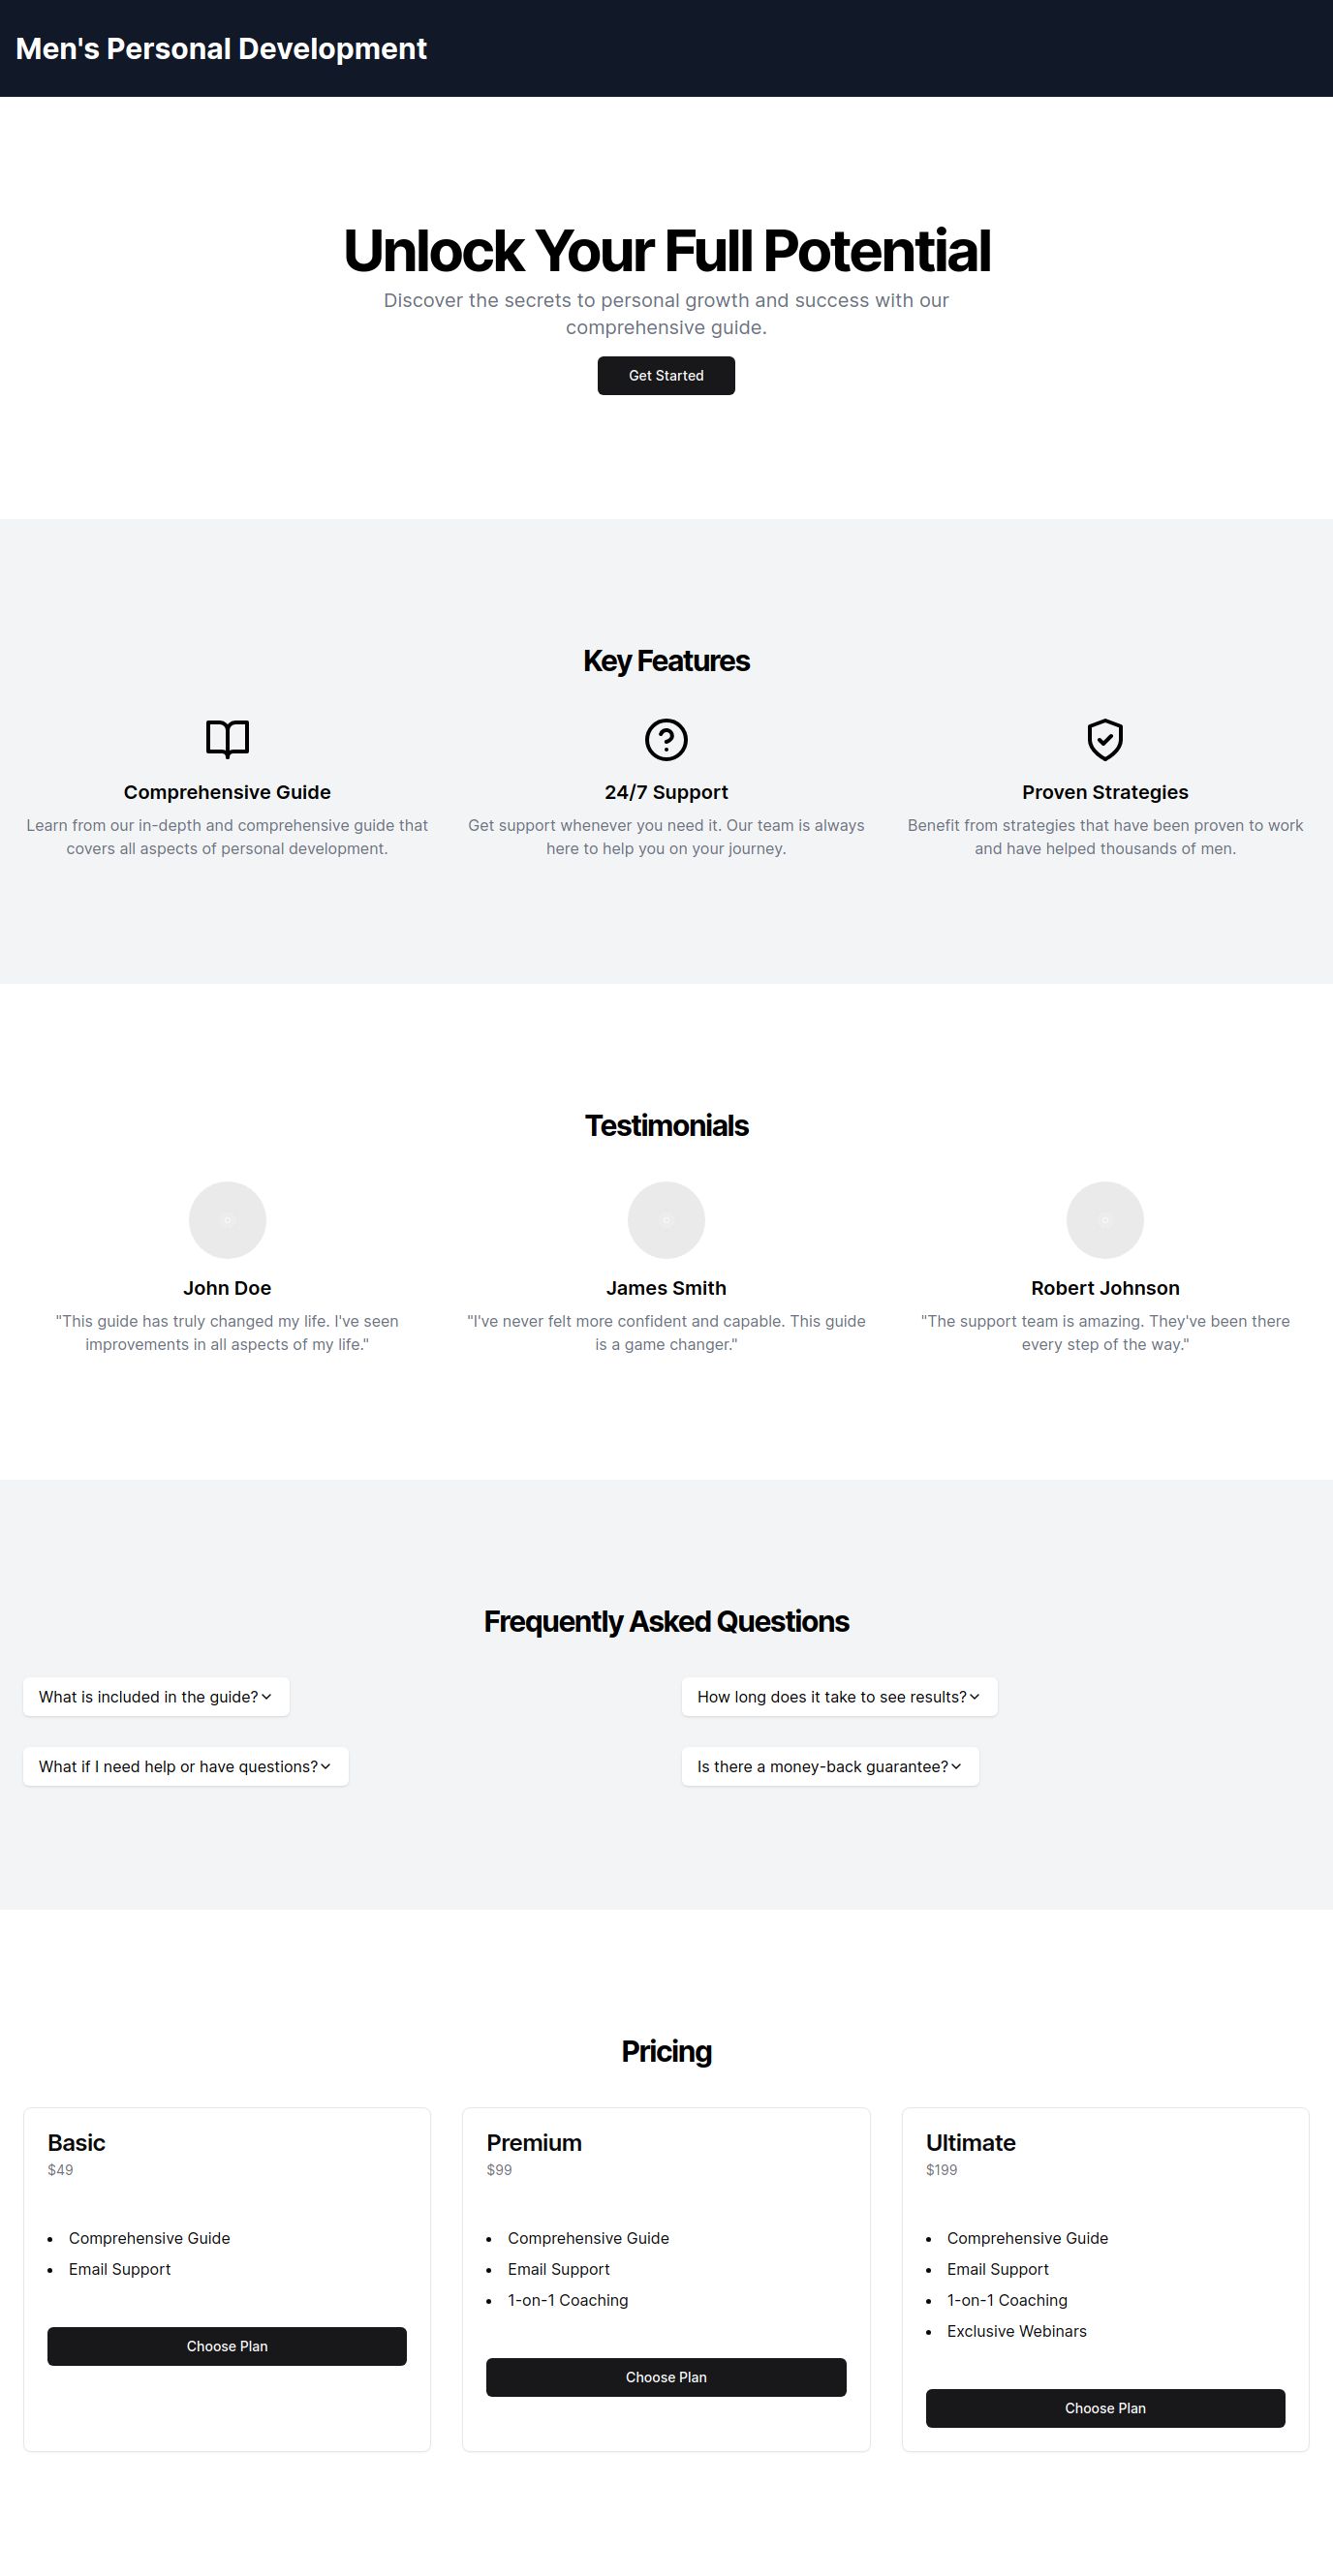 Men's Personal Development
Unlock Your Full Potential
Discover the secrets to personal growth and success with our
comprehensive guide.
Get Started
Key Features
Comprehensive Guide
Learn from our in-depth and comprehensive guide that
covers all aspects of personal development.
24/7 Support
Get support whenever you need it. Our team is always
here to help you on your journey.
Proven Strategies
Benefit from strategies that have been proven to work
and have helped thousands of men.
Testimonials
John Doe
"This guide has truly changed my life. I've seen
improvements in all aspects of my life."
James Smith
"I've never felt more confident and capable. This guide
is a game changer."
Robert Johnson
"The support team is amazing. They've been there
every step of the way."
Frequently Asked Questions
What is included in the guide?
How long does it take to see results?
What if I need help or have questions?
Is there a money-back guarantee?
Pricing
Basic
$49
Comprehensive Guide
Email Support
Choose Plan
Premium
$99
Comprehensive Guide
Email Support
1-on-1 Coaching
Choose Plan
Ultimate
$199
Comprehensive Guide
Email Support
1-on-1 Coaching
Exclusive Webinars
Choose Plan